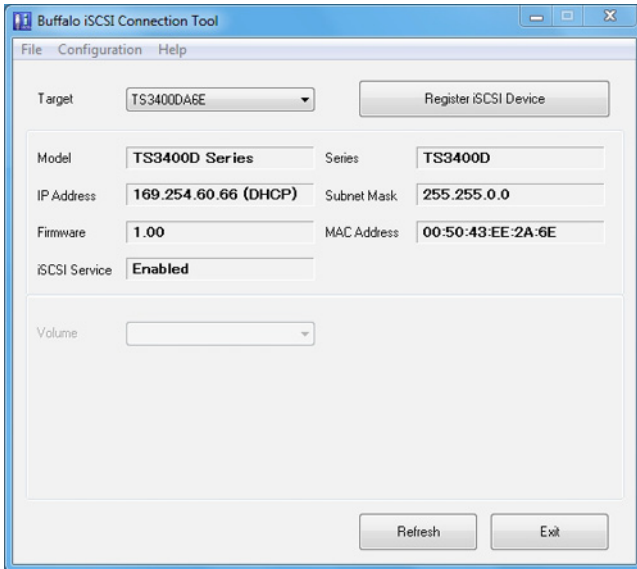 Buffalo iSCSI Connection Tool
File Configuration Help
Target TS3400DA6E Register iSCSI Device
Model TS3400D Series Series TS3400D
IP Address 169.254.60.66 (DHCP) Subnet Mask 255.255.0.0
Firmware 1.00 MAC Address 00:50:43:EE:2A:6E
iSCSI Service Enabled
Volume
Refresh Exit